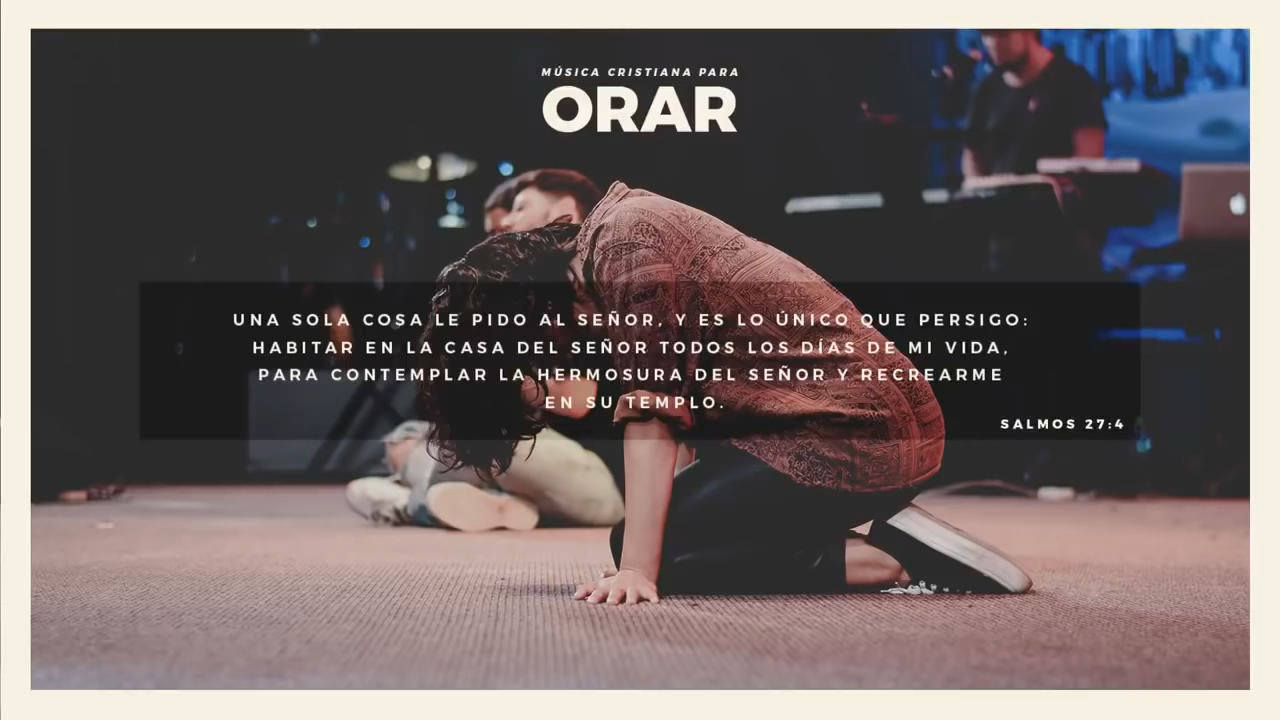 MÚSICA CRISTIANA PARA
ORAR
UNA SOLA COSA LE PIDO AL SEÑOR, Y ES LO ÚNICO QUE PERSIGO:
HABITAR EN LA CASA DEL SEÑOR TODOS LOS DÍAS DE MI VIDA,
PARA CONTEMPLAR LA HERMOSURA DEL SEÑOR Y RECREARME
EN SU TEMPLO.
SALMOS 27:4